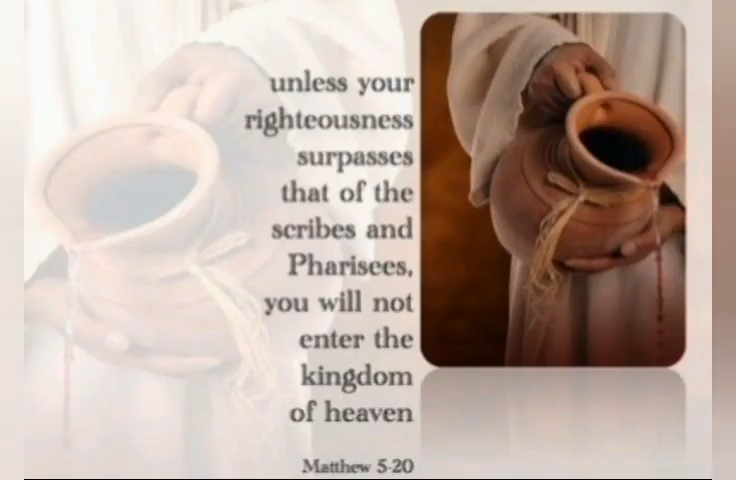 unless your
righteousness
surpasses
that of the
scribes and
Pharisees,
you will not
enter the
kingdom
of heaven
Matthew 5-20